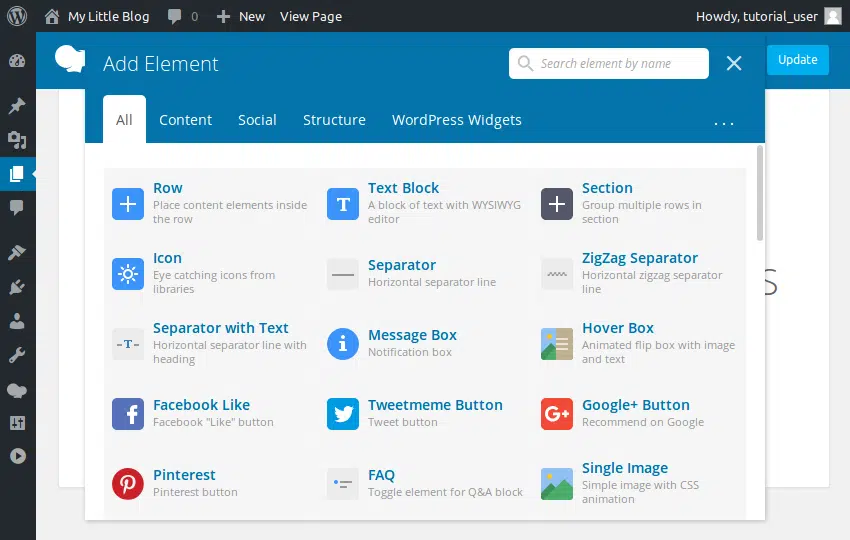 My Little Blog 0 New View Page Howdy, tutorial_user
Add Element Search element by name Update
All Content Social Structure WordPress Widgets ...
Row
Place content elements inside
the row
Text Block
A block of text with WYSIWYG
editor
Section
Group multiple rows in
section
Icon
Eye catching icons from
libraries
Separator
Horizontal separator line
ZigZag Separator
Horizontal zigzag separator
line
Separator with Text
Horizontal separator line with
heading
Message Box
Notification box
Hover Box
Animated flip box with image
and text
Facebook Like
Facebook "Like" button
Tweetmeme Button
Tweet button
Google+ Button
Recommend on Google
Pinterest
Pinterest button
FAQ
Toggle element for Q&A block
Single Image
Simple image with CSS
animation
s